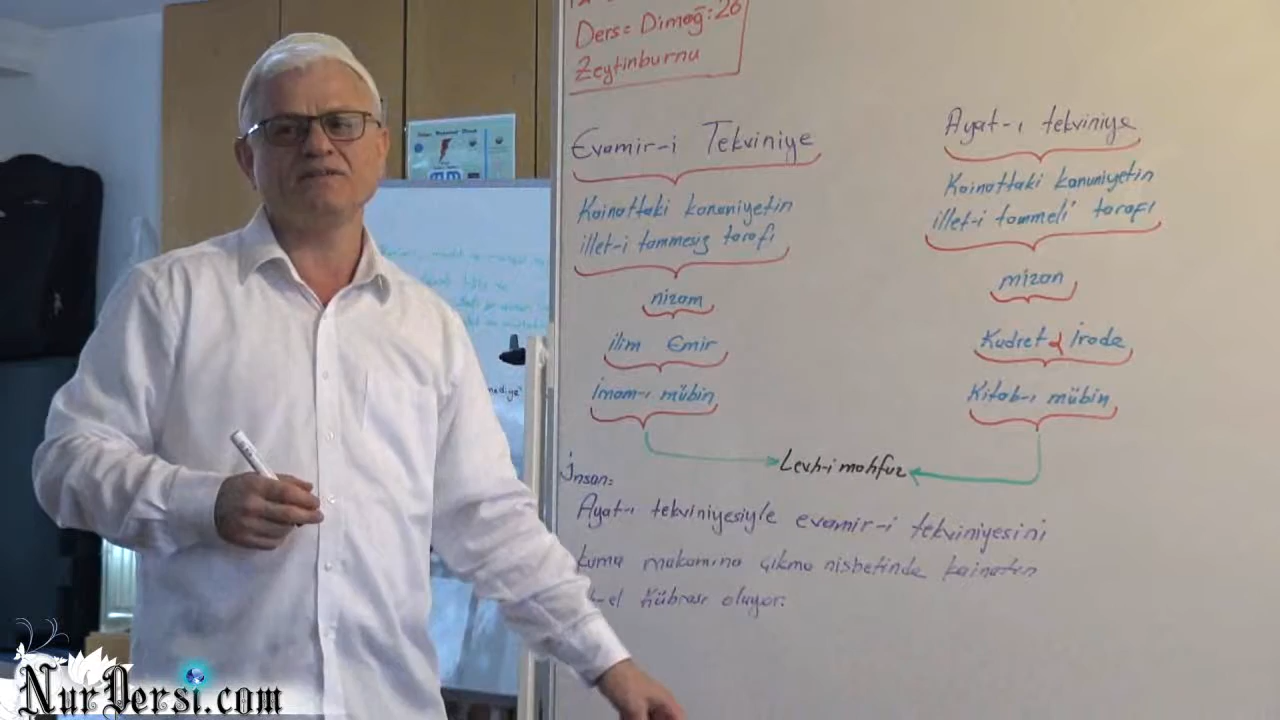 Ders= Dimağ:26
Zeytinburnu
Evamir-i Tekviniye
Kainattaki kanuniyetin
illet-i tammesiz tarafı
nizam
ilim Emir
İmam-ı mübin
Ayat-ı tekviniye
Kainattaki kanuniyetin
illet-i tammeli tarafı
mizan
Kudret İrade
Kitab-ı mübin
Levh-i mahfuz
İnsan=
Ayat-ı tekviniyesiyle evamir-i tekviniyesini
kuma makamına çıkma nisbetinde kainatın
-el Kübrası oluyor.
NurDersi.com